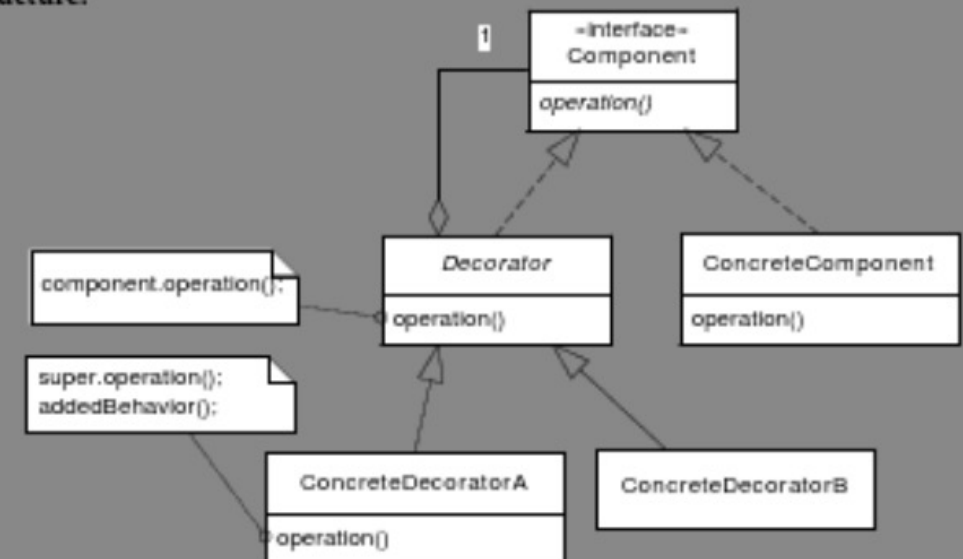 1
«interface»
Component
operation()
Decorator
operation()
ConcreteComponent
operation()
component.operation();
super.operation();
addedBehavior();
ConcreteDecoratorA
operation()
ConcreteDecoratorB